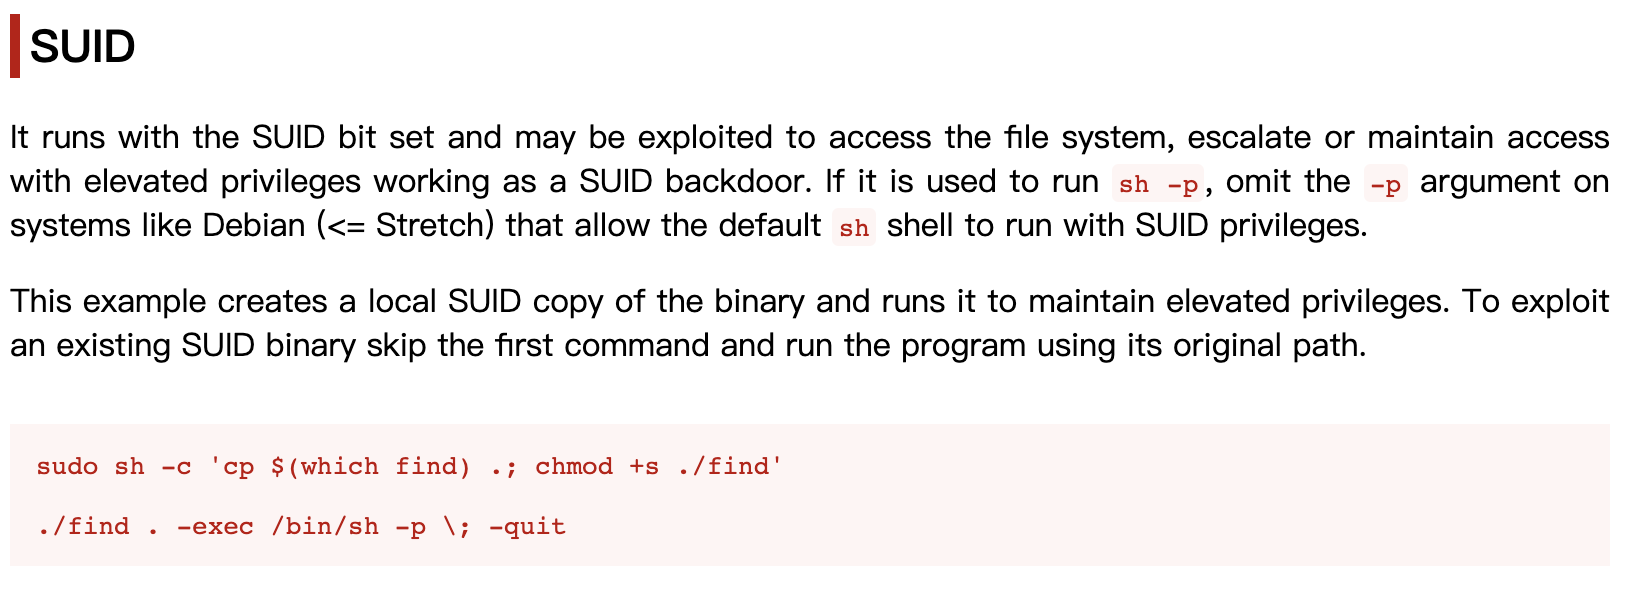 SUID
It runs with the SUID bit set and may be exploited to access the file system, escalate or maintain access
with elevated privileges working as a SUID backdoor. If it is used to run sh -p, omit the -p argument on
systems like Debian (<= Stretch) that allow the default sh shell to run with SUID privileges.
This example creates a local SUID copy of the binary and runs it to maintain elevated privileges. To exploit
an existing SUID binary skip the first command and run the program using its original path.
sudo sh -c 'cp $(which find) .; chmod +s ./find'
./find . -exec /bin/sh -p \; -quit